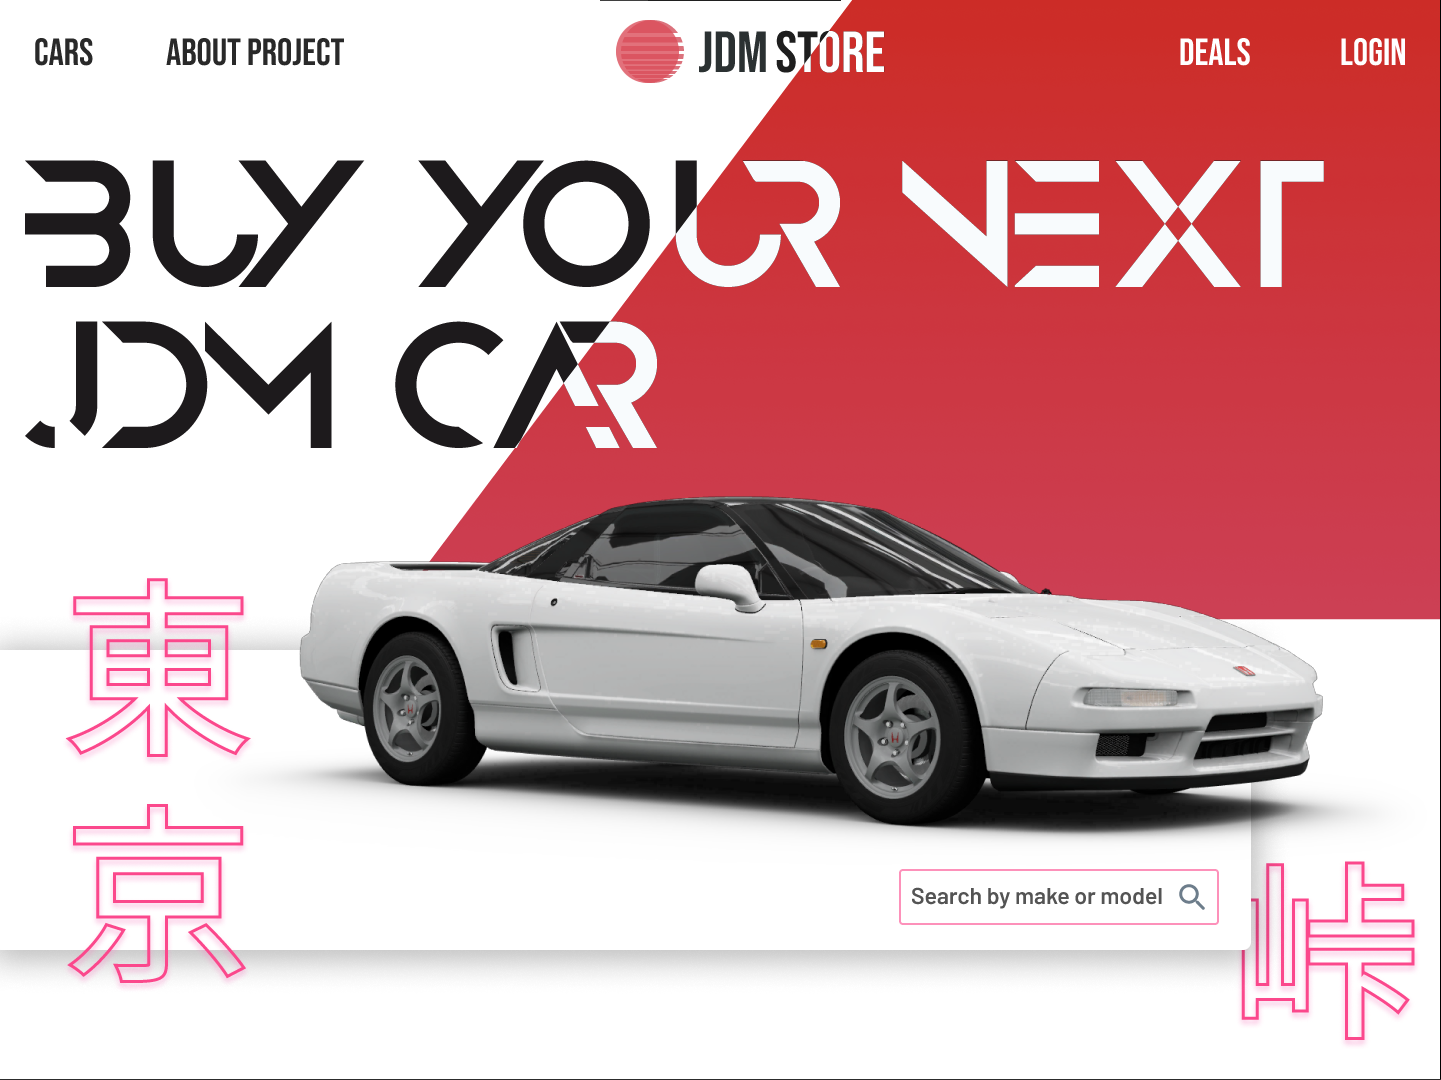 CARS ABOUT PROJECT JDM STORE DEALS LOGIN
BUY YOUR NEXT
JDM CAR
東
京
Search by make or model
峠